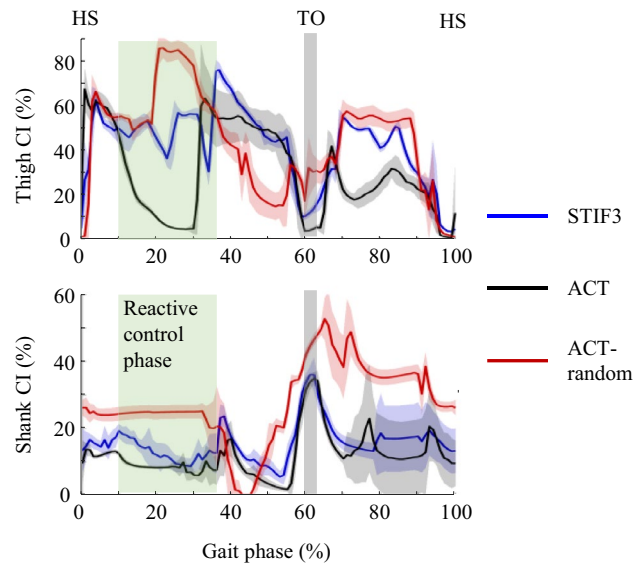 HS TO HS
80
60
40
20
0
Thigh CI (%)
0 20 40 60 80 100
STIF3
ACT
ACT-
random
60
40
20
0
Shank CI (%)
Reactive
control
phase
0 20 40 60 80 100
Gait phase (%)